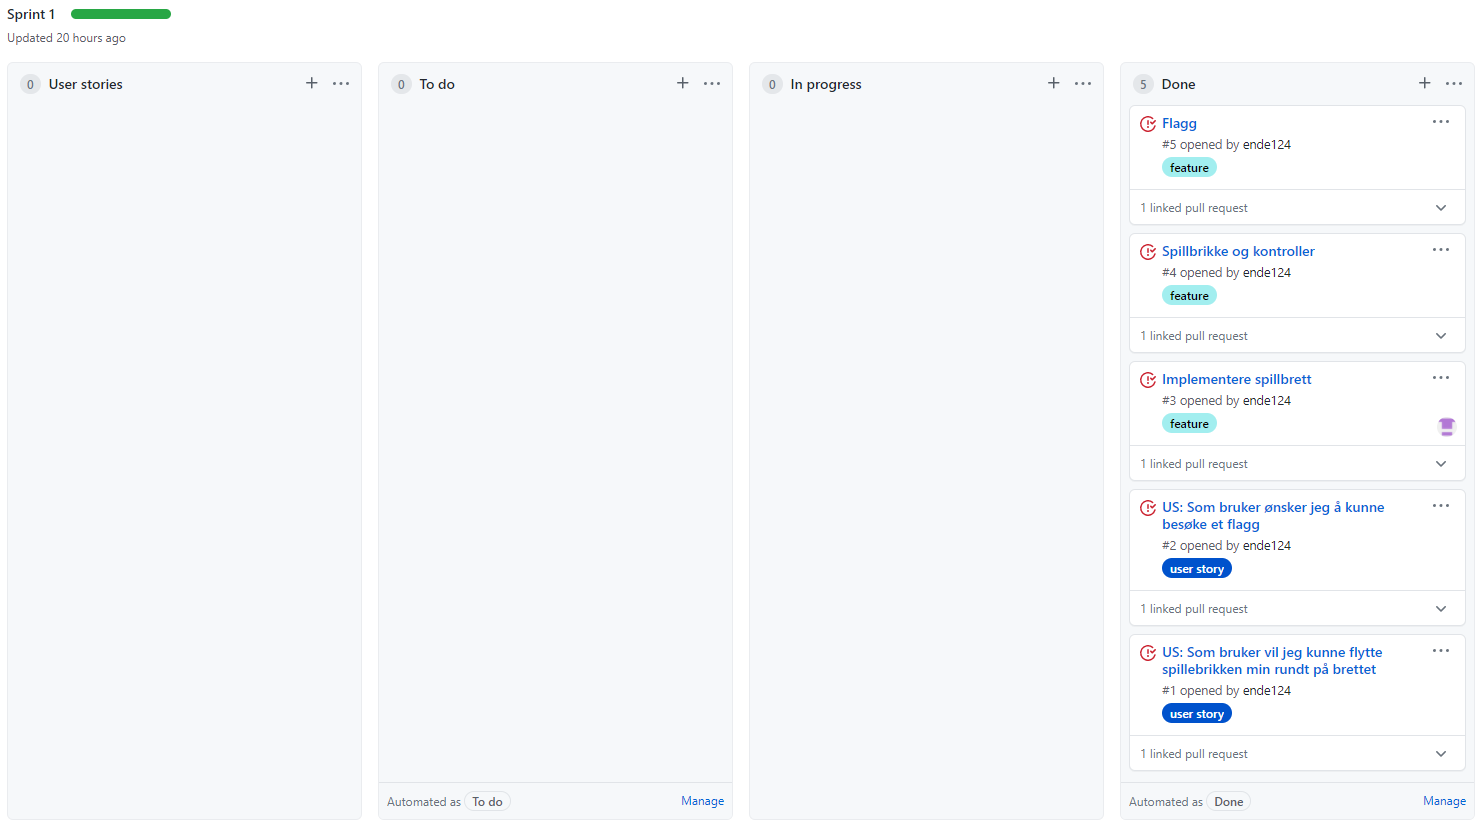 Sprint 1
Updated 20 hours ago
0 User stories
0 To do
Automated as To do
Manage
0 In progress
5 Done
Flagg
#5 opened by ende124
feature
1 linked pull request
Spillbrikke og kontroller
#4 opened by ende124
feature
1 linked pull request
Implementere spillbrett
#3 opened by ende124
feature
1 linked pull request
US: Som bruker ønsker jeg å kunne
besøke et flagg
#2 opened by ende124
user story
1 linked pull request
US: Som bruker vil jeg kunne flytte
spillebrikken min rundt på brettet
#1 opened by ende124
user story
1 linked pull request
Automated as Done
Manage